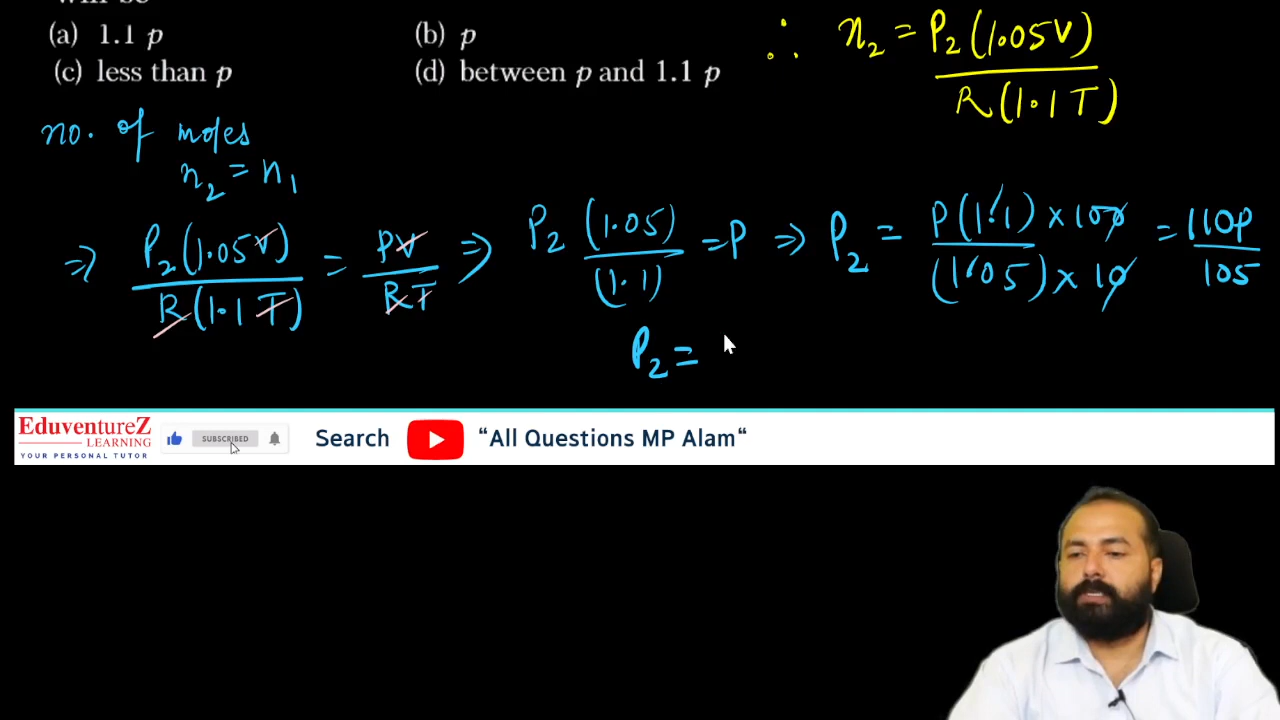 will be
(a) 1.1 p
(b) p
(c) less than p
(d) between p and 1.1 p
∴ n₂ = P₂(1.05V) / R(1.1T)
no. of moles
n₂ = n₁
⇒ P₂(1.05V) / R(1.1T) = PV / RT ⇒ P₂(1.05) / (1.1) = P ⇒ P₂ = P(1.1) × 100 / (1.05) × 10 = 110P / 105
P₂ =
EduventureZ
LEARNING
YOUR PERSONAL TUTOR
SUBSCRIBED
Search
"All Questions MP Alam"